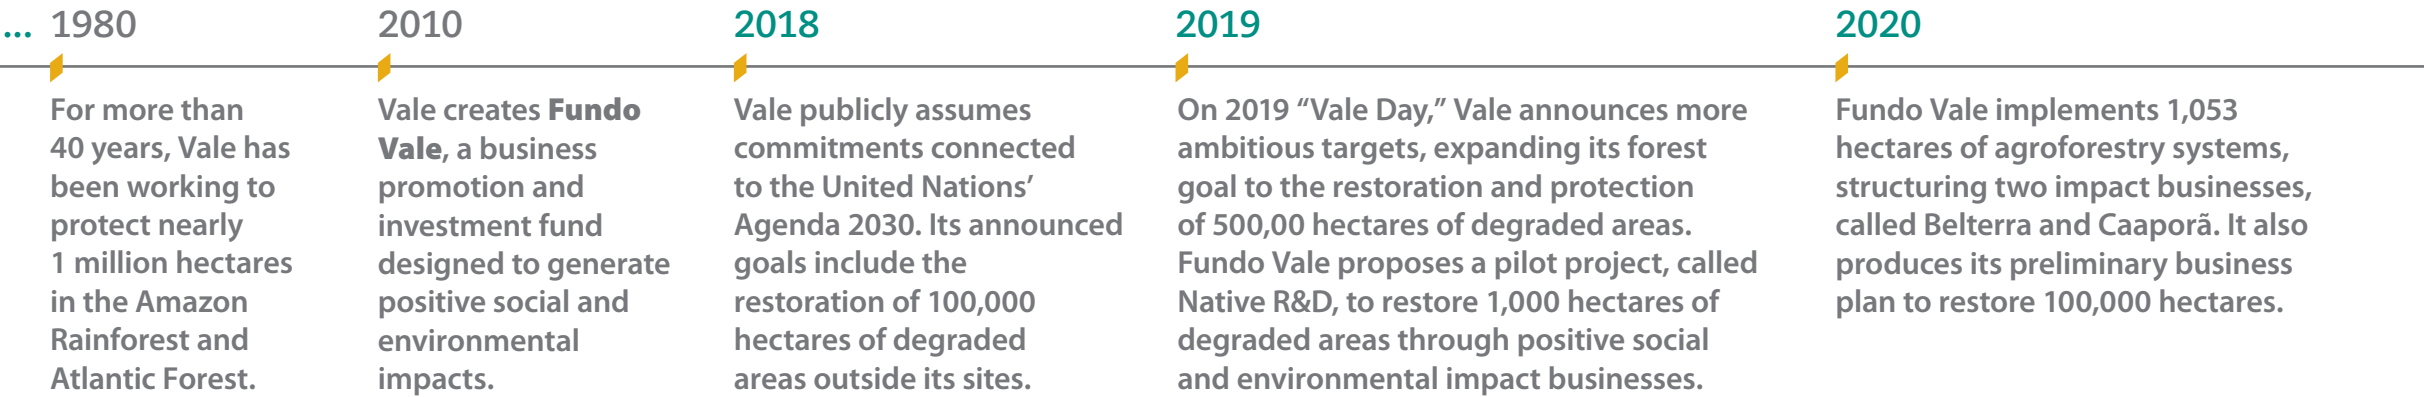 ... 1980
For more than
40 years, Vale has
been working to
protect nearly
1 million hectares
in the Amazon
Rainforest and
Atlantic Forest.
2010
Vale creates Fundo
Vale, a business
promotion and
investment fund
designed to generate
positive social and
environmental
impacts.
2018
Vale publicly assumes
commitments connected
to the United Nations’
Agenda 2030. Its announced
goals include the
restoration of 100,000
hectares of degraded
areas outside its sites.
2019
On 2019 “Vale Day,” Vale announces more
ambitious targets, expanding its forest
goal to the restoration and protection
of 500,00 hectares of degraded areas.
Fundo Vale proposes a pilot project, called
Native R&D, to restore 1,000 hectares of
degraded areas through positive social
and environmental impact businesses.
2020
Fundo Vale implements 1,053
hectares of agroforestry systems,
structuring two impact businesses,
called Belterra and Caaporã. It also
produces its preliminary business
plan to restore 100,000 hectares.